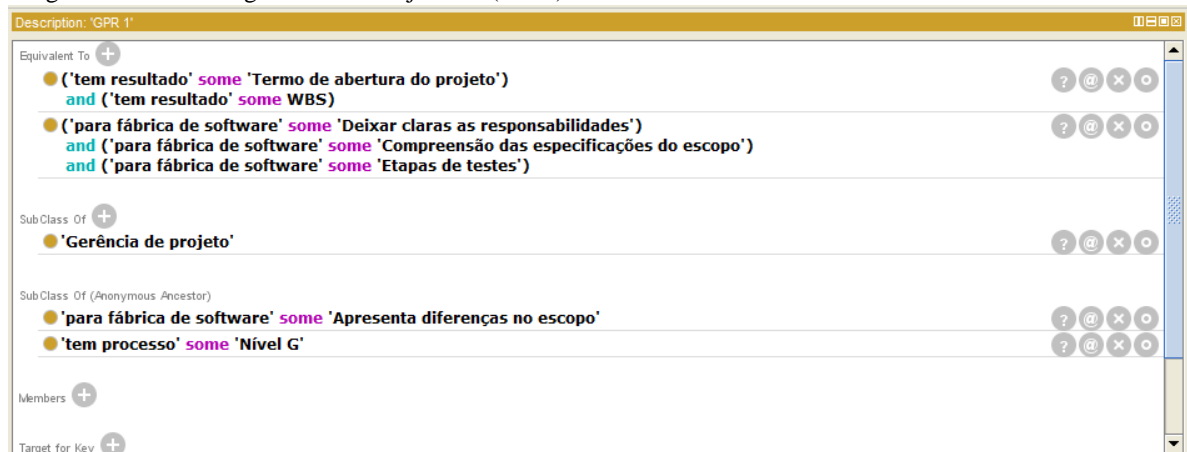 Description: 'GPR 1'
Equivalent To
('tem resultado' some 'Termo de abertura do projeto')
and ('tem resultado' some WBS)
('para fábrica de software' some 'Deixar claras as responsabilidades')
and ('para fábrica de software' some 'Compreensão das especificações do escopo')
and ('para fábrica de software' some 'Etapas de testes')
SubClass Of
'Gerência de projeto'
SubClass Of (Anonymous Ancestor)
'para fábrica de software' some 'Apresenta diferenças no escopo'
'tem processo' some 'Nível G'
Members
Target for Key